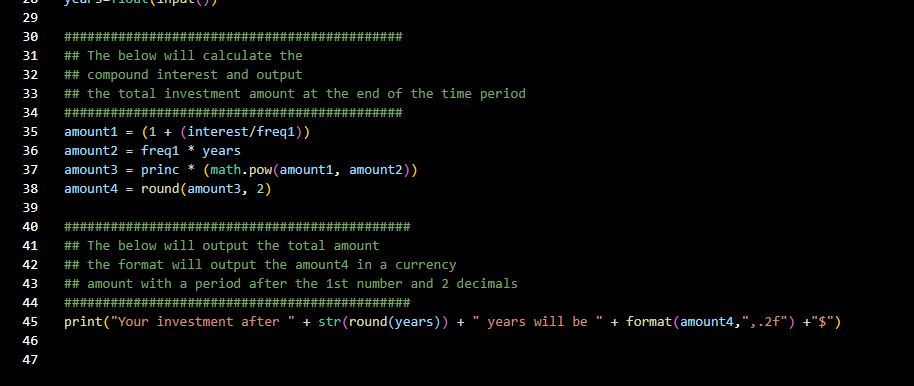 28 years=float(input())
29
30 ############################################
31 ## The below will calculate the
32 ## compound interest and output
33 ## the total investment amount at the end of the time period
34 ############################################
35 amount1 = (1 + (interest/freq1))
36 amount2 = freq1 * years
37 amount3 = princ * (math.pow(amount1, amount2))
38 amount4 = round(amount3, 2)
39
40 #############################################
41 ## The below will output the total amount
42 ## the format will output the amount4 in a currency
43 ## amount with a period after the 1st number and 2 decimals
44 #############################################
45 print("Your investment after " + str(round(years)) + " years will be " + format(amount4,",.2f") +"$")
46
47